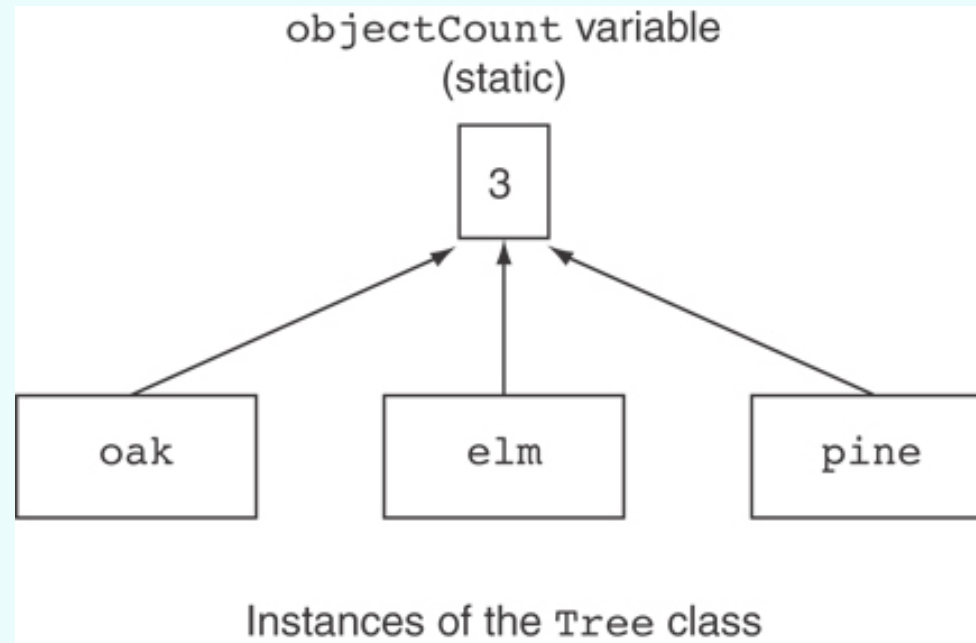 objectCount variable
(static)
3
oak elm pine
Instances of the Tree class